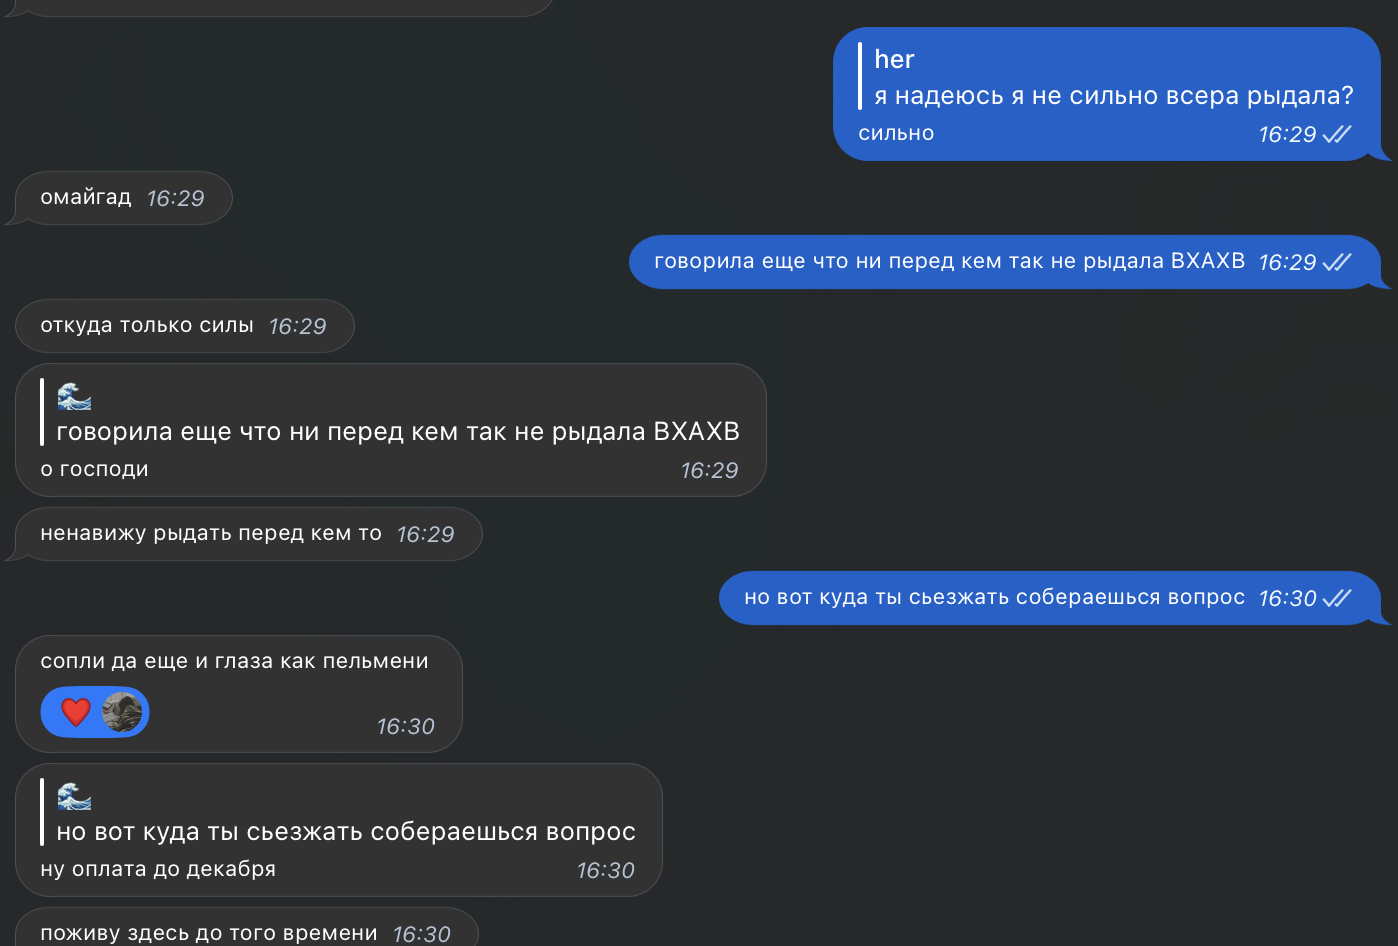 her
я надеюсь я не сильно всера рыдала?
сильно 16:29
омайгад 16:29
говорила еще что ни перед кем так не рыдала ВХАХВ 16:29
откуда только силы 16:29
🌊
говорила еще что ни перед кем так не рыдала ВХАХВ
о господи 16:29
ненавижу рыдать перед кем то 16:29
но вот куда ты сьезжать собераешься вопрос 16:30
сопли да еще и глаза как пельмени
❤️
16:30
🌊
но вот куда ты сьезжать собераешься вопрос
ну оплата до декабря 16:30
поживу здесь до того времени 16:30